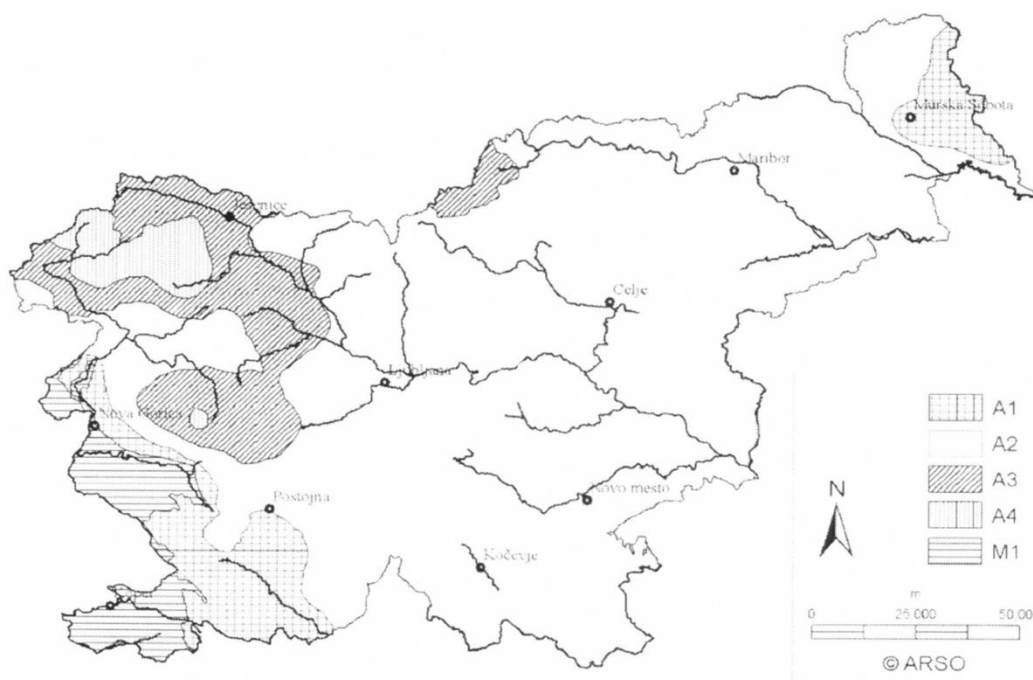 Murska Sobota
Maribor
Jesenice
Celje
Ljubljana
Nova Gorica
Postojna
Novo mesto
Kočevje
A1
A2
A3
A4
M1
N
m
0 25 000 50 00
© ARSO